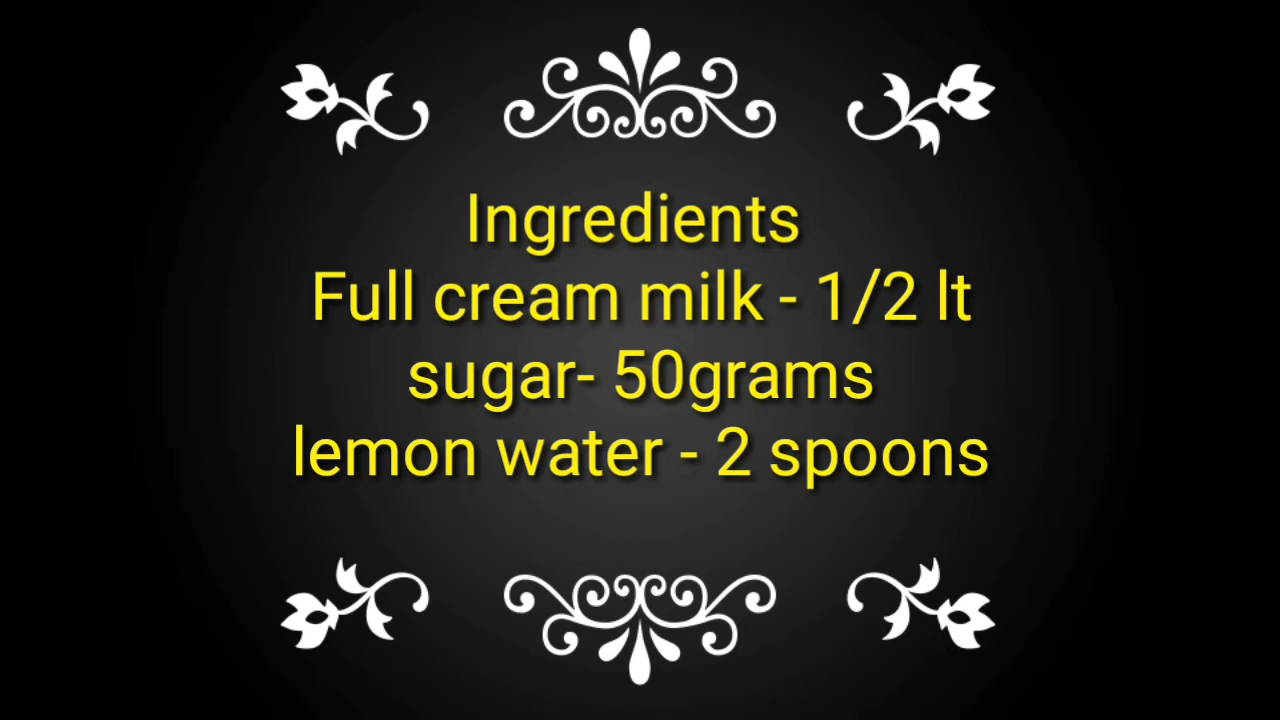 Ingredients
Full cream milk - 1/2 lt
sugar- 50grams
lemon water - 2 spoons